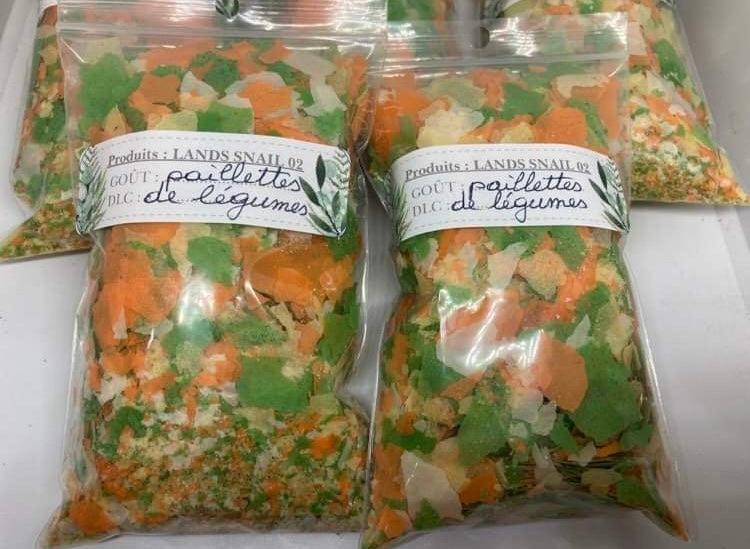 Produits : LANDS SNAIL 02
GOÛT : paillettes
DLC : de légumes
Produits : LANDS SNAIL 02
GOÛT : paillettes
DLC : de légumes